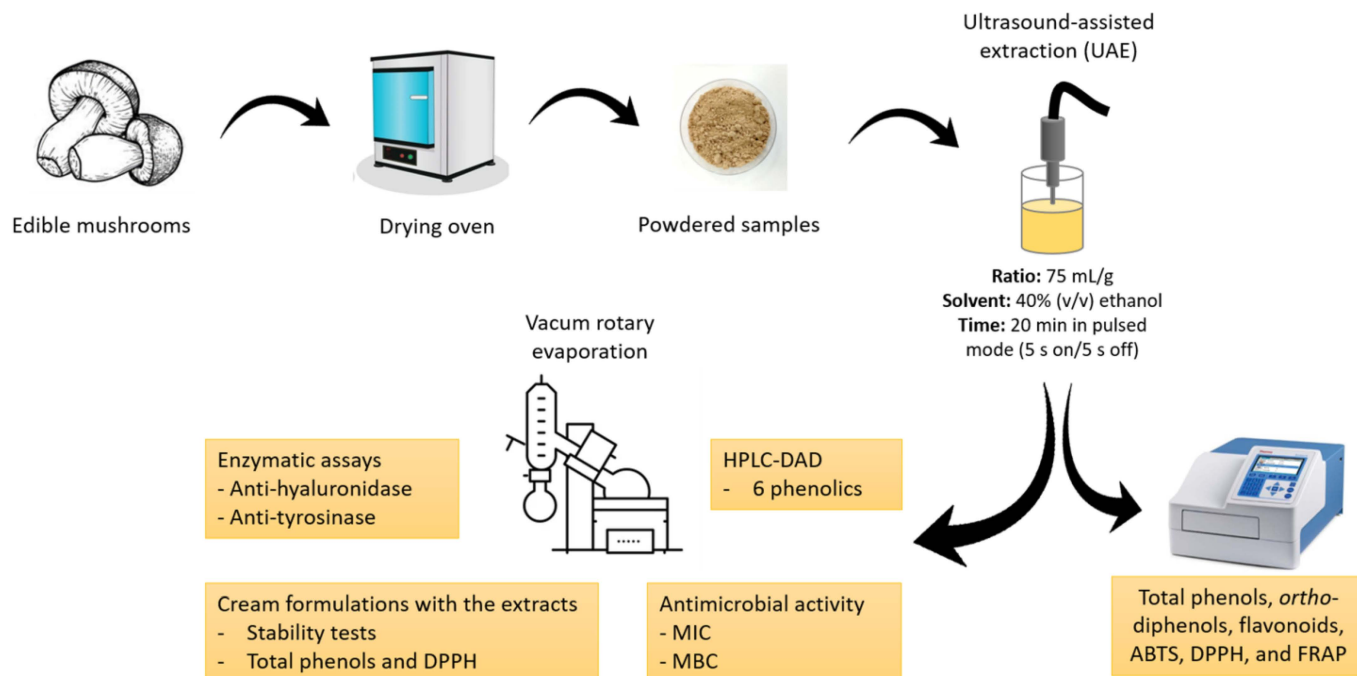 Ultrasound-assisted
extraction (UAE)
Edible mushrooms
Drying oven
Powdered samples
Ratio: 75 mL/g
Solvent: 40% (v/v) ethanol
Time: 20 min in pulsed
mode (5 s on/5 s off)
Vacum rotary
evaporation
Enzymatic assays
- Anti-hyaluronidase
- Anti-tyrosinase
HPLC-DAD
- 6 phenolics
Cream formulations with the extracts
- Stability tests
- Total phenols and DPPH
Antimicrobial activity
- MIC
- MBC
Total phenols, ortho-
diphenols, flavonoids,
ABTS, DPPH, and FRAP